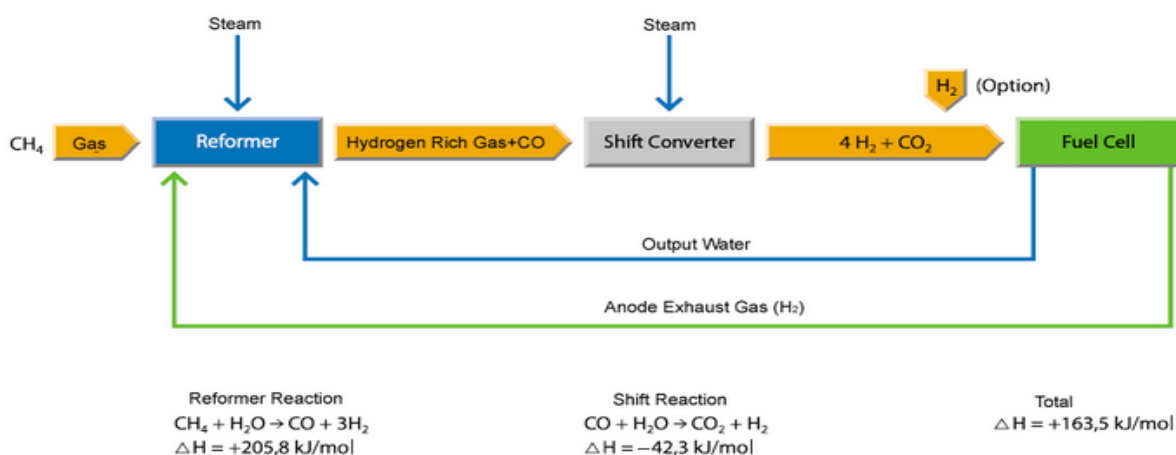 Steam
Steam
H₂ (Option)
CH₄ Gas Reformer Hydrogen Rich Gas+CO Shift Converter 4 H₂ + CO₂ Fuel Cell
Output Water
Anode Exhaust Gas (H₂)
Reformer Reaction
CH₄ + H₂O → CO + 3H₂
△H = +205,8 kJ/mol
Shift Reaction
CO + H₂O → CO₂ + H₂
△H = −42,3 kJ/mol
Total
△H = +163,5 kJ/mol